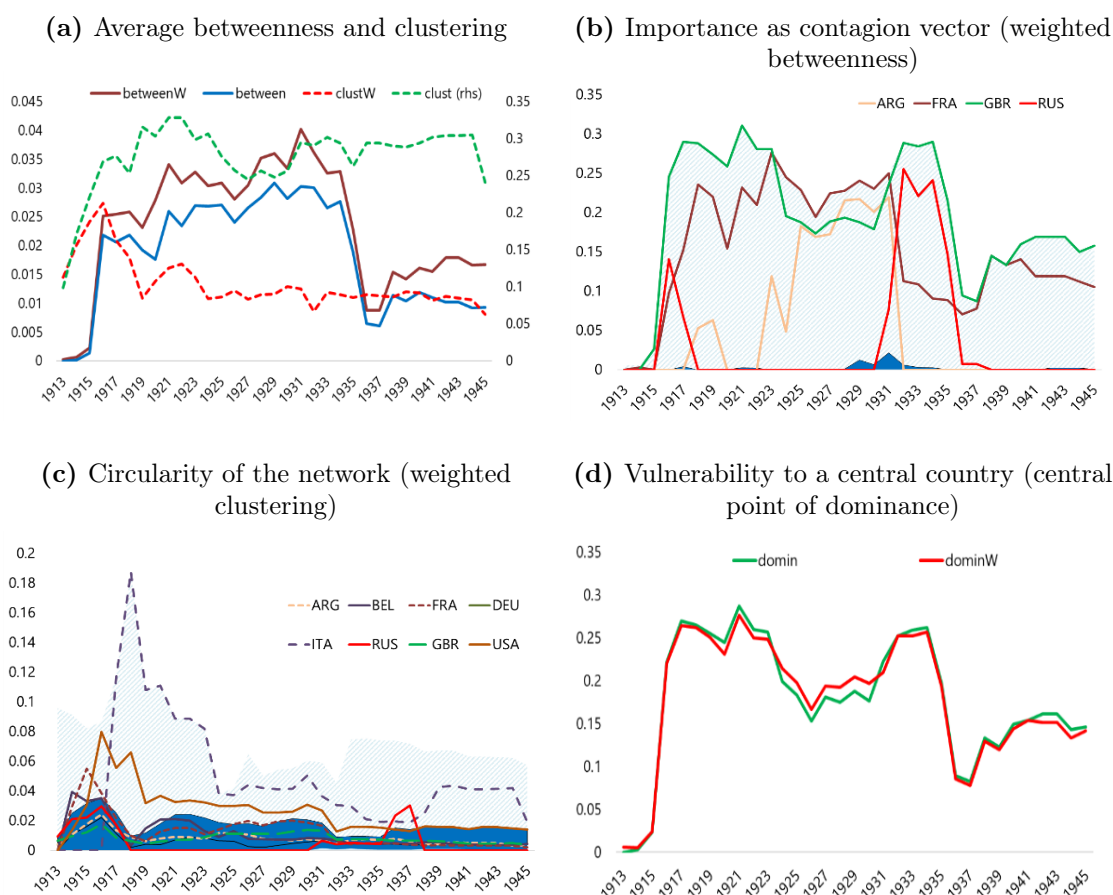 (a) Average betweenness and clustering
betweenW between clustW clust (rhs)
0.045 0.35
0.04 0.3
0.035 0.25
0.03 0.2
0.025
0.02 0.15
0.015 0.1
0.01 0.05
0.005
0 0
1913 1915 1917 1919 1921 1923 1925 1927 1929 1931 1933 1935 1937 1939 1941 1943 1945
(b) Importance as contagion vector (weighted
betweenness)
ARG FRA GBR RUS
0.35
0.3
0.25
0.2
0.15
0.1
0.05
0
1913 1915 1917 1919 1921 1923 1925 1927 1929 1931 1933 1935 1937 1939 1941 1943 1945
(c) Circularity of the network (weighted
clustering)
0.2
0.18
0.16
0.14
0.12
0.1
0.08
0.06
0.04
0.02
0
ARG BEL FRA DEU
ITA RUS GBR USA
1913 1915 1917 1919 1921 1923 1925 1927 1929 1931 1933 1935 1937 1939 1941 1943 1945
(d) Vulnerability to a central country (central
point of dominance)
domin dominW
0.35
0.3
0.25
0.2
0.15
0.1
0.05
0
1913 1915 1917 1919 1921 1923 1925 1927 1929 1931 1933 1935 1937 1939 1941 1943 1945